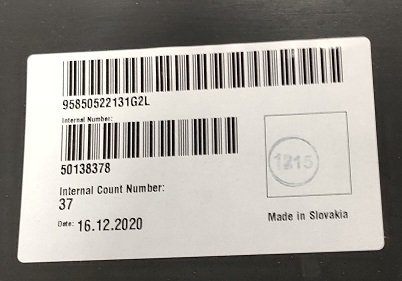 95850522131G2L
Internal Number:
50138378
Internal Count Number:
37
Date: 16.12.2020
1215
Made in Slovakia